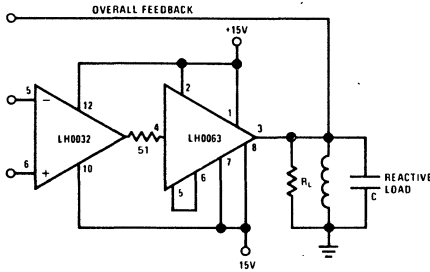 OVERALL FEEDBACK
+15V
5
−
12
2
LH0032
4
51
LH0063
1
3
8
7
6
+
10
6
5
RL
REACTIVE
LOAD
C
15V